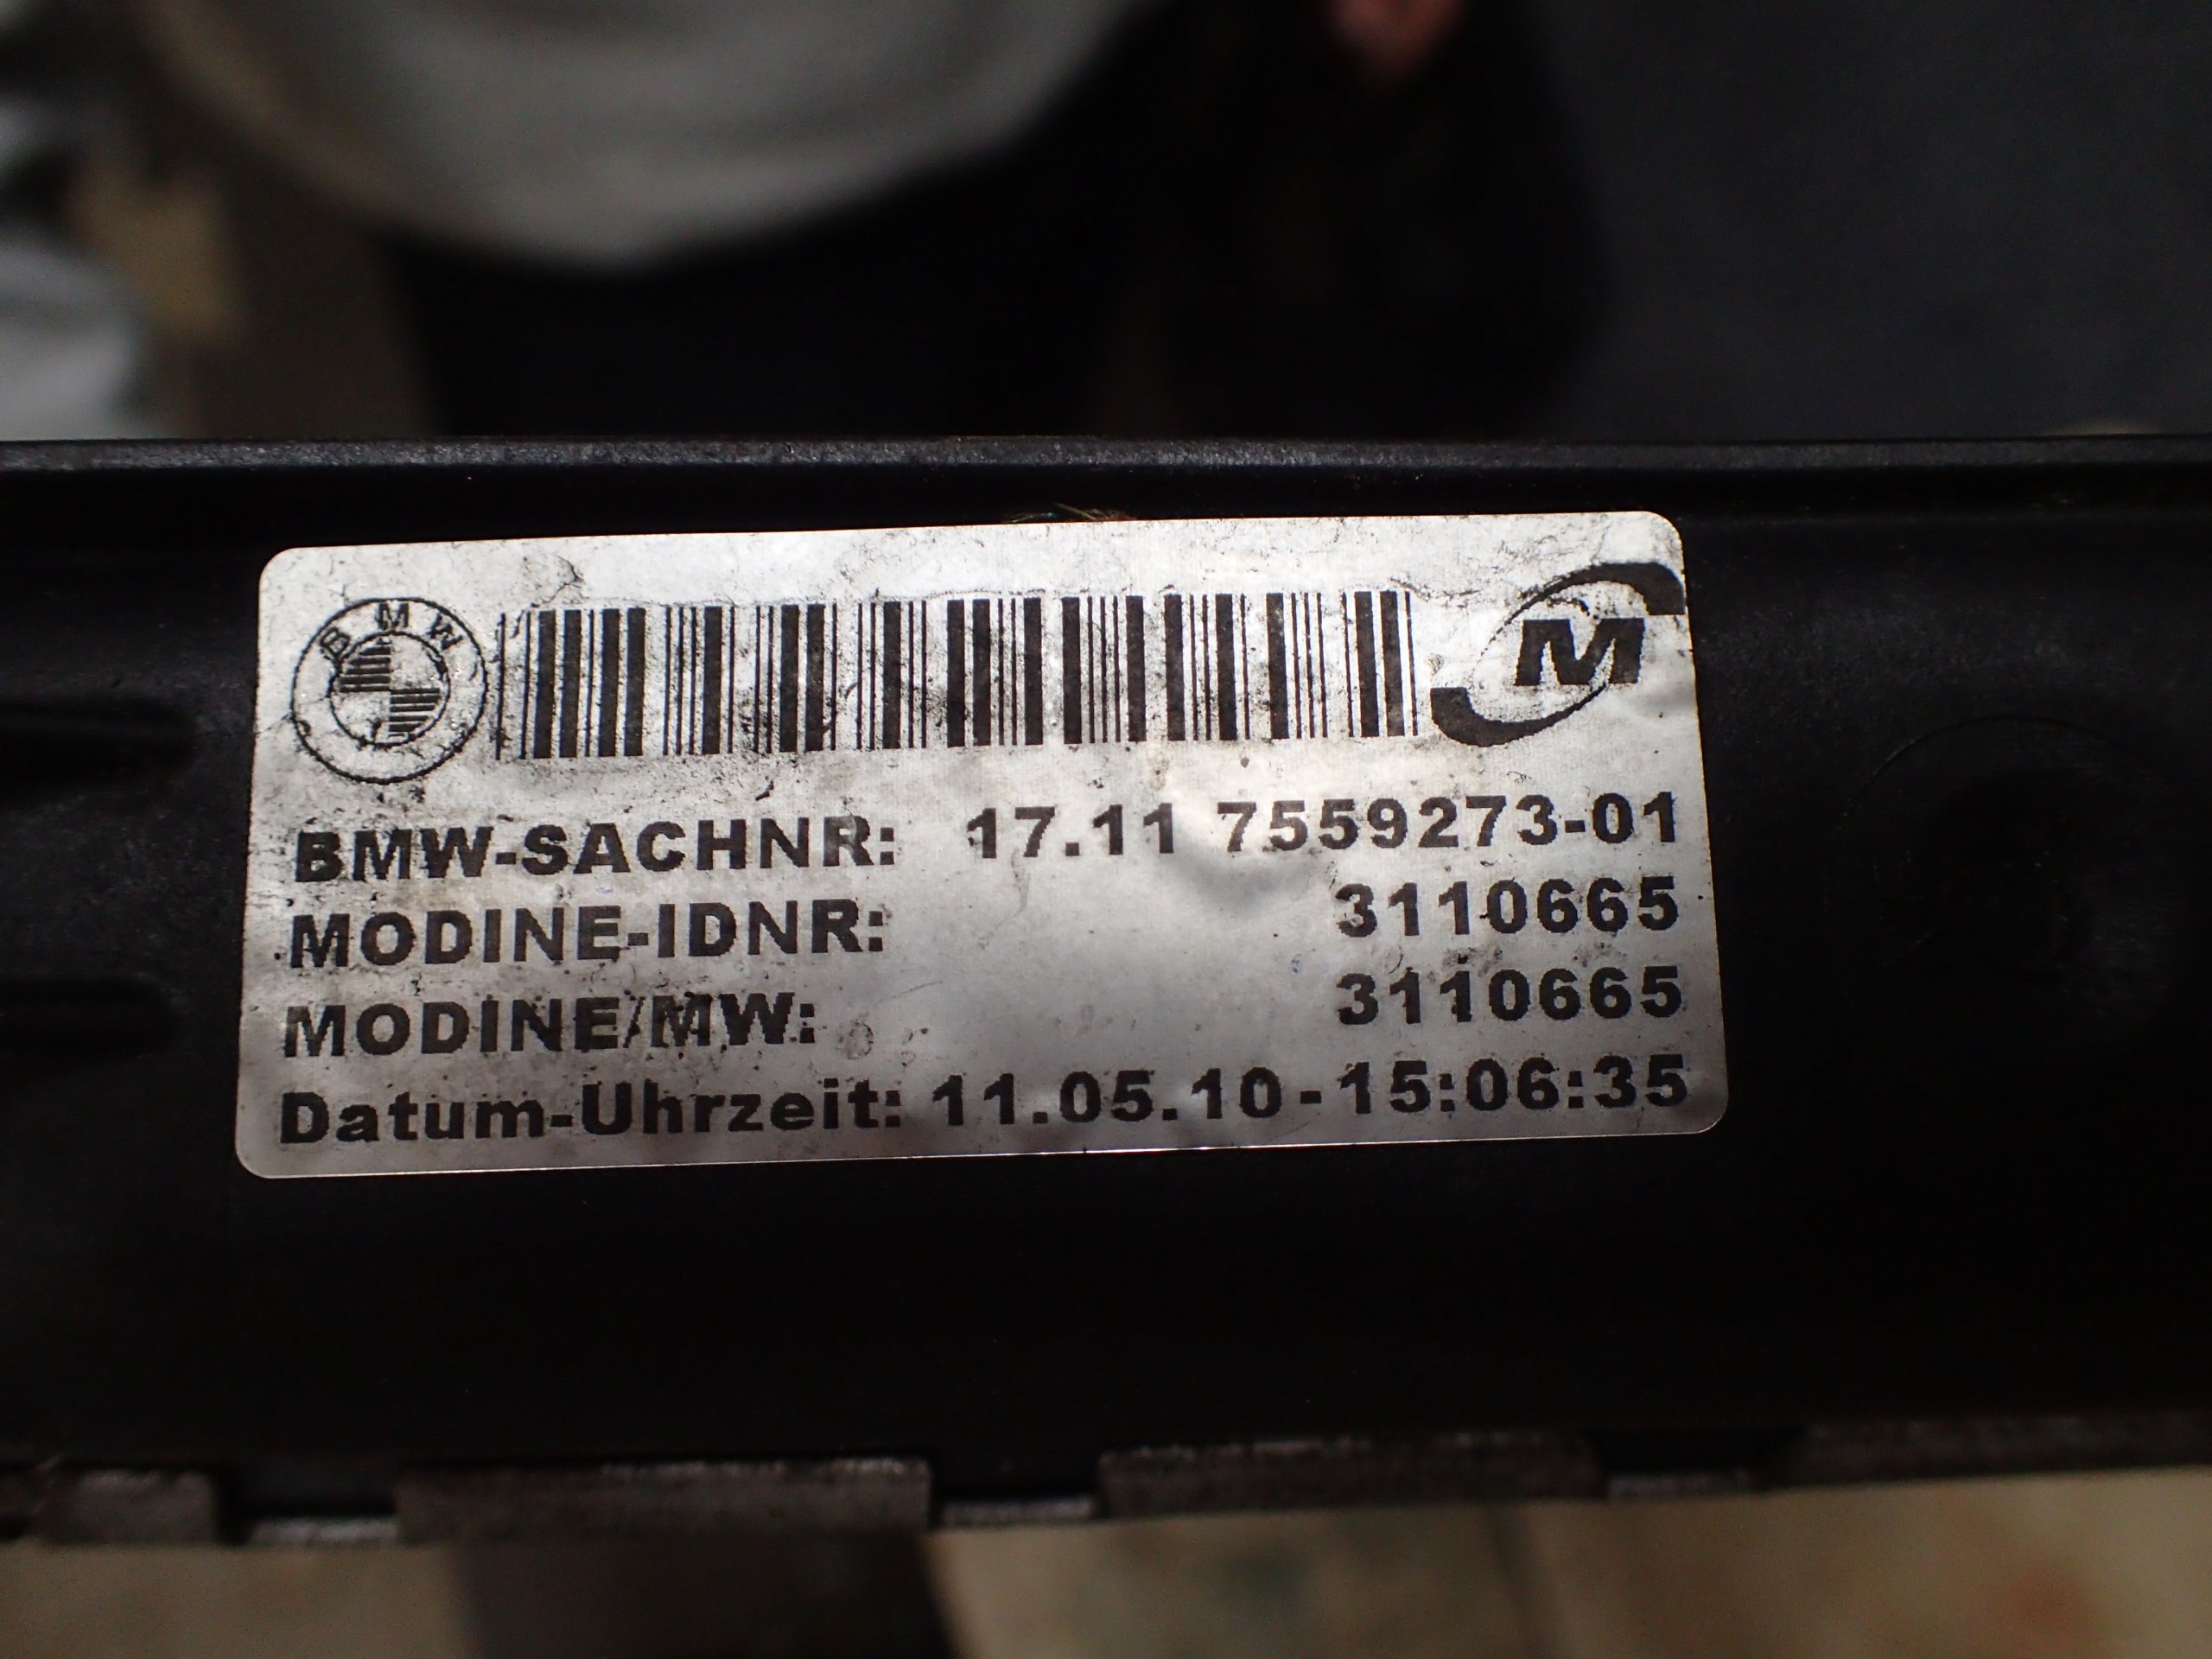 BMW
M
BMW-SACHNR: 17.11 7559273-01
MODINE-IDNR: 3110665
MODINE/MW: 3110665
Datum-Uhrzeit: 11.05.10-15:06:35